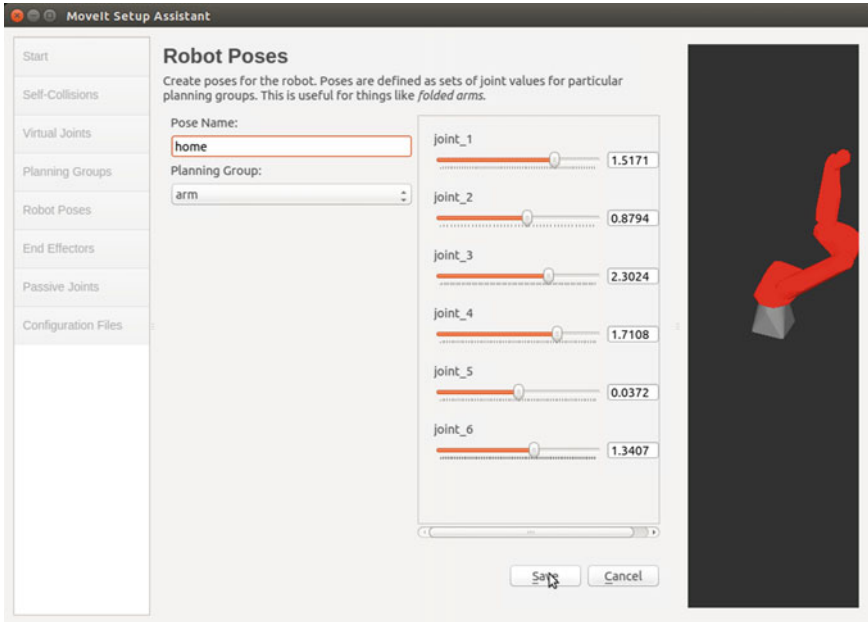 MoveIt Setup Assistant
Start
Self-Collisions
Virtual Joints
Planning Groups
Robot Poses
End Effectors
Passive Joints
Configuration Files
Robot Poses
Create poses for the robot. Poses are defined as sets of joint values for particular
planning groups. This is useful for things like folded arms.
Pose Name:
home
Planning Group:
arm
joint_1
1.5171
joint_2
0.8794
joint_3
2.3024
joint_4
1.7108
joint_5
0.0372
joint_6
1.3407
Save
Cancel